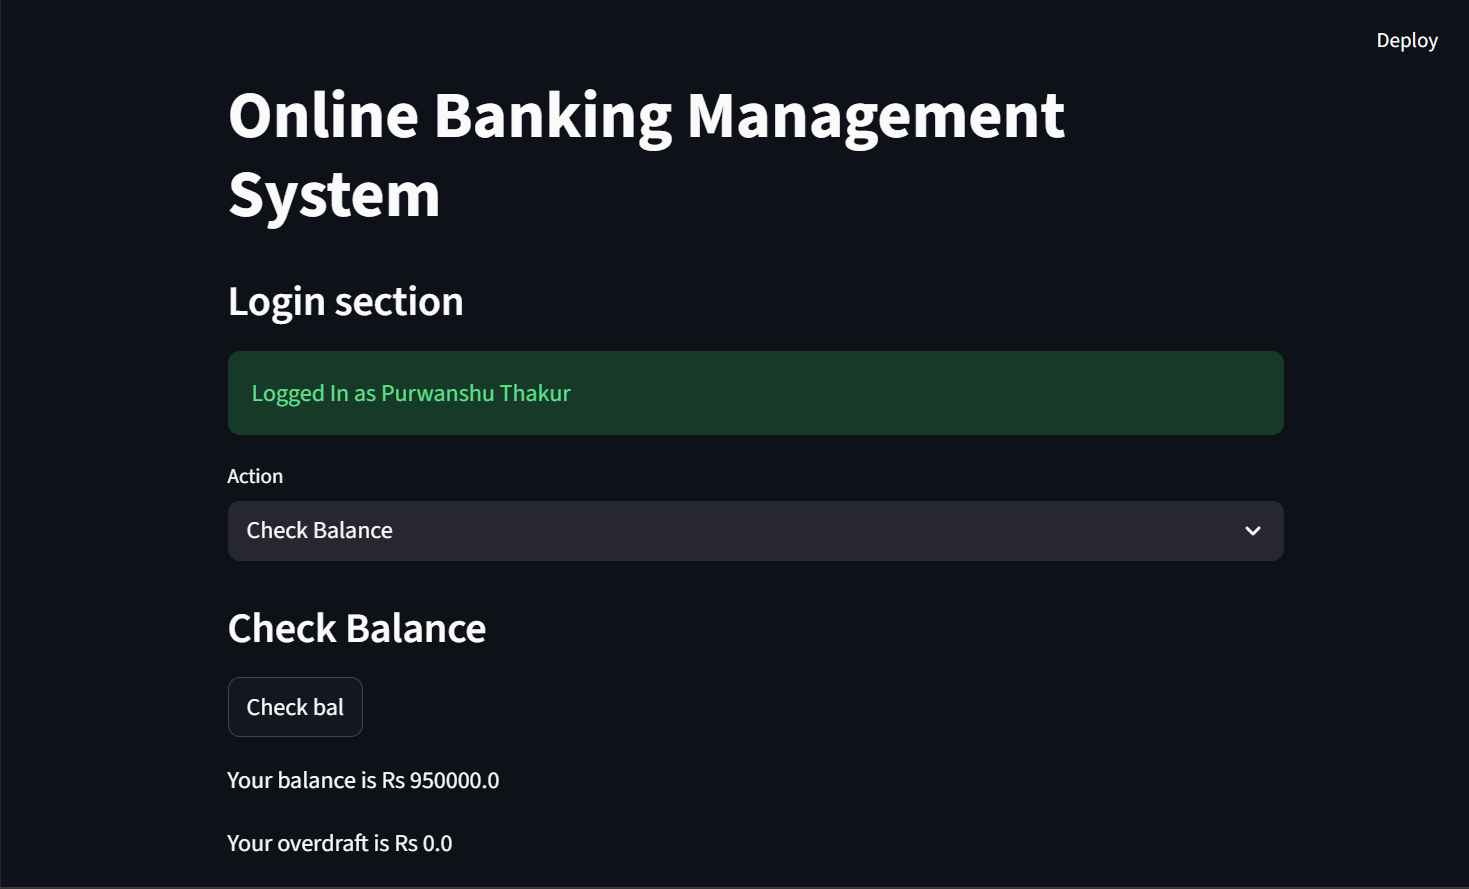 Deploy
Online Banking Management
System
Login section
Logged In as Purwanshu Thakur
Action
Check Balance
Check Balance
Check bal
Your balance is Rs 950000.0
Your overdraft is Rs 0.0